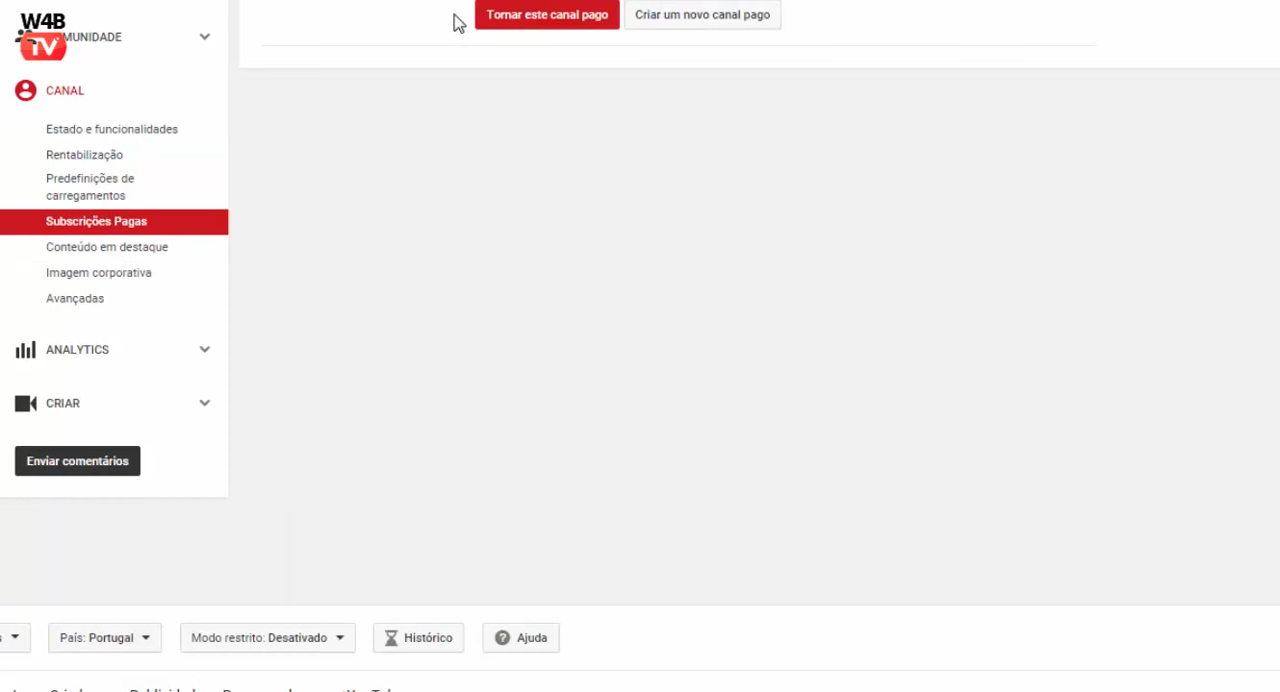 W4B
TV
MUNIDADE
Tornar este canal pago
Criar um novo canal pago
CANAL
Estado e funcionalidades
Rentabilização
Predefinições de
carregamentos
Subscrições Pagas
Conteúdo em destaque
Imagem corporativa
Avançadas
ANALYTICS
CRIAR
Enviar comentários
País: Portugal
Modo restrito: Desativado
Histórico
Ajuda